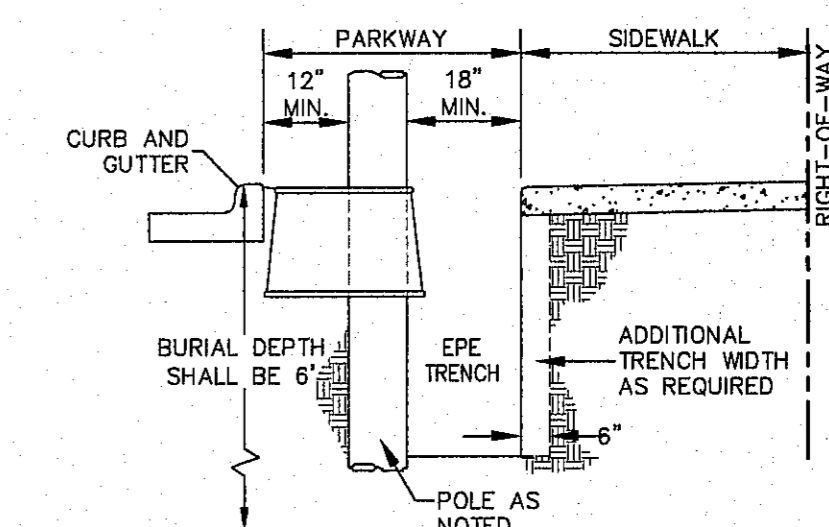 PARKWAY
SIDEWALK
12"
MIN.
18"
MIN.
RIGHT-OF-WAY
CURB AND
GUTTER
BURIAL DEPTH
SHALL BE 6'
EPE
TRENCH
ADDITIONAL
TRENCH WIDTH
AS REQUIRED
6"
POLE AS
NOTED